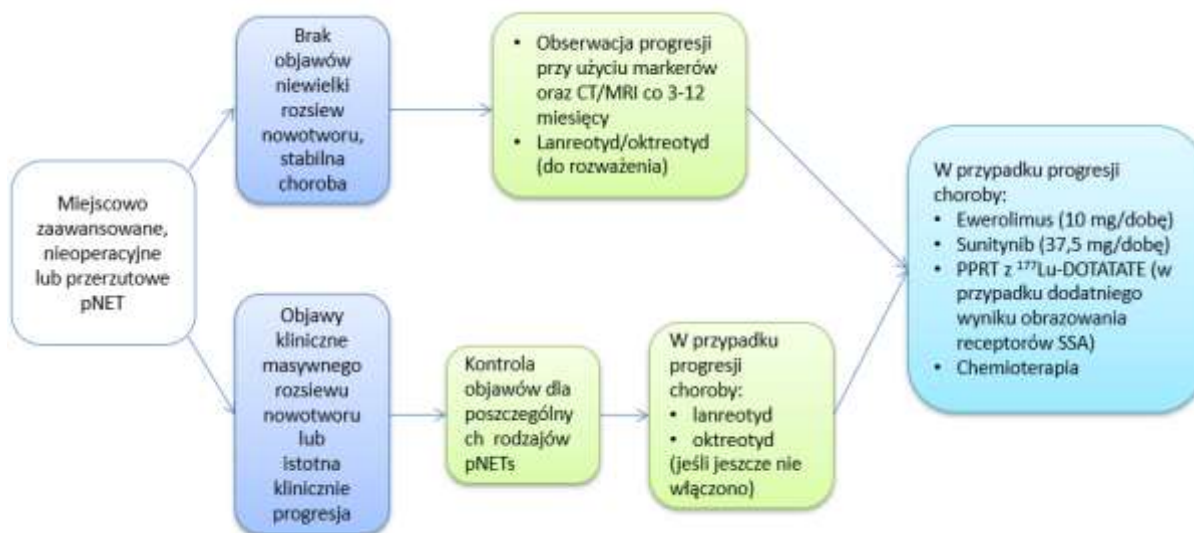 Miejscowo
zaawansowane,
nieoperacyjne
lub przerzutowe
pNET
Brak
objawów
niewielki
rozsiew
nowotworu,
stabilna
choroba
• Obserwacja progresji
przy użyciu markerów
oraz CT/MRI co 3-12
miesięcy
• Lanreotyd/oktreotyd
(do rozważenia)
Objawy
kliniczne
masywnego
rozsiewu
nowotworu
lub
istotna
klinicznie
progresja
Kontrola
objawów dla
poszczególny
ch rodzajów
pNETs
W przypadku
progresji
choroby:
• lanreotyd
• oktreotyd
(jeśli jeszcze nie
włączono)
W przypadku progresji
choroby:
• Ewerolimus (10 mg/dobę)
• Sunitynib (37,5 mg/dobę)
• PPRT z ¹⁷⁷Lu-DOTATATE (w
przypadku dodatniego
wyniku obrazowania
receptorów SSA)
• Chemioterapia